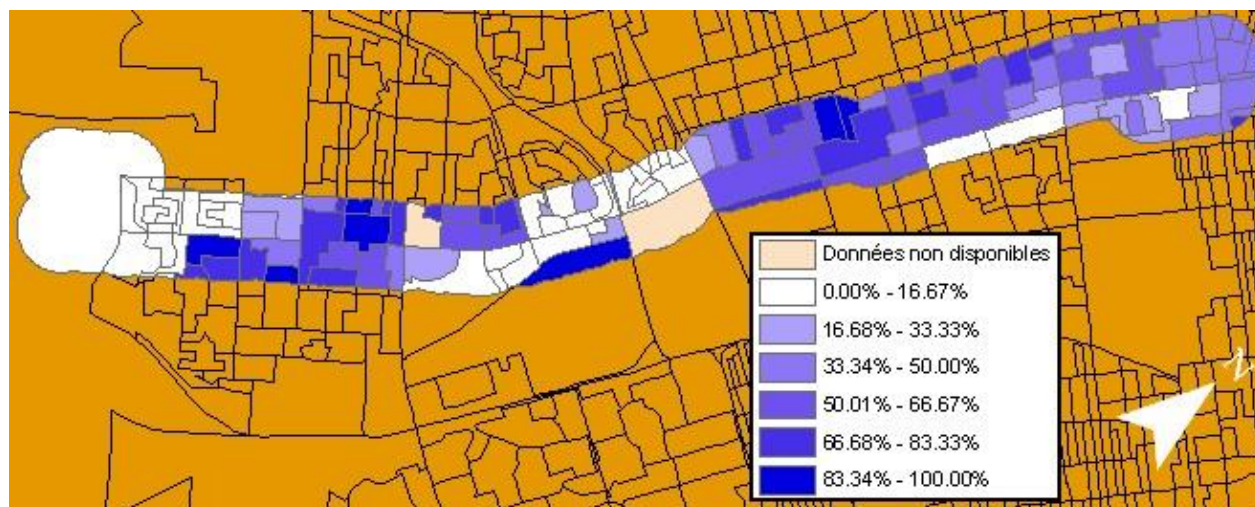 Données non disponibles
0.00% - 16.67%
16.68% - 33.33%
33.34% - 50.00%
50.01% - 66.67%
66.68% - 83.33%
83.34% - 100.00%
N